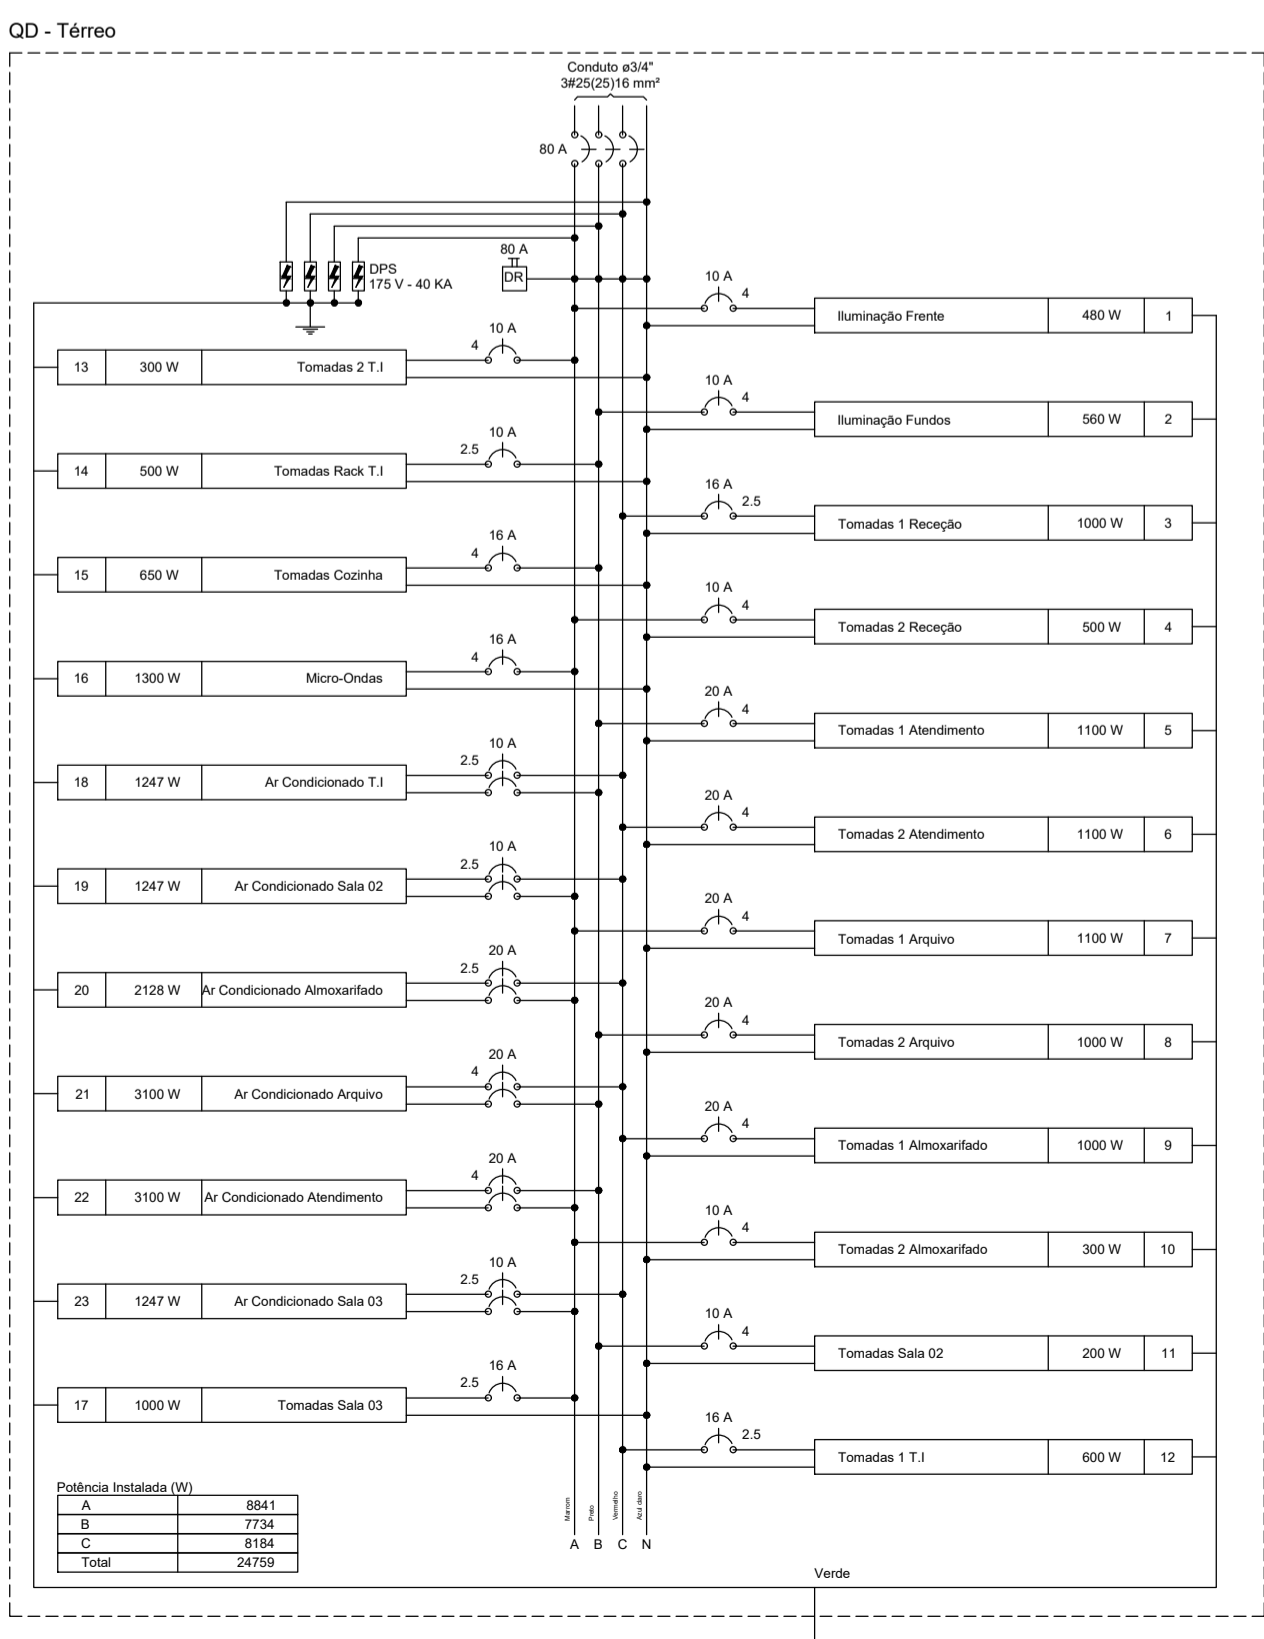 QD - Térreo
Conduto ø3/4"
3#25(25)16 mm²
80 A
DPS
175 V - 40 KA
80 A
DR
10 A
4
Iluminação Frente 480 W 1
10 A
4
13 300 W Tomadas 2 T.I
10 A
4
Iluminação Fundos 560 W 2
10 A
2.5
14 500 W Tomadas Rack T.I
16 A
2.5
Tomadas 1 Receção 1000 W 3
16 A
4
15 650 W Tomadas Cozinha
10 A
4
Tomadas 2 Receção 500 W 4
16 A
4
16 1300 W Micro-Ondas
20 A
4
Tomadas 1 Atendimento 1100 W 5
10 A
2.5
18 1247 W Ar Condicionado T.I
20 A
4
Tomadas 2 Atendimento 1100 W 6
10 A
2.5
19 1247 W Ar Condicionado Sala 02
20 A
4
Tomadas 1 Arquivo 1100 W 7
20 A
2.5
20 2128 W Ar Condicionado Almoxarifado
20 A
4
Tomadas 2 Arquivo 1000 W 8
20 A
4
21 3100 W Ar Condicionado Arquivo
20 A
4
Tomadas 1 Almoxarifado 1000 W 9
20 A
4
22 3100 W Ar Condicionado Atendimento
10 A
4
Tomadas 2 Almoxarifado 300 W 10
10 A
2.5
23 1247 W Ar Condicionado Sala 03
10 A
4
Tomadas Sala 02 200 W 11
16 A
2.5
17 1000 W Tomadas Sala 03
16 A
2.5
Tomadas 1 T.I 600 W 12
Potência Instalada (W)
A 8841
B 7734
C 8184
Total 24759
Marrom
Preto
Vermelho
Azul claro
A B C N
Verde